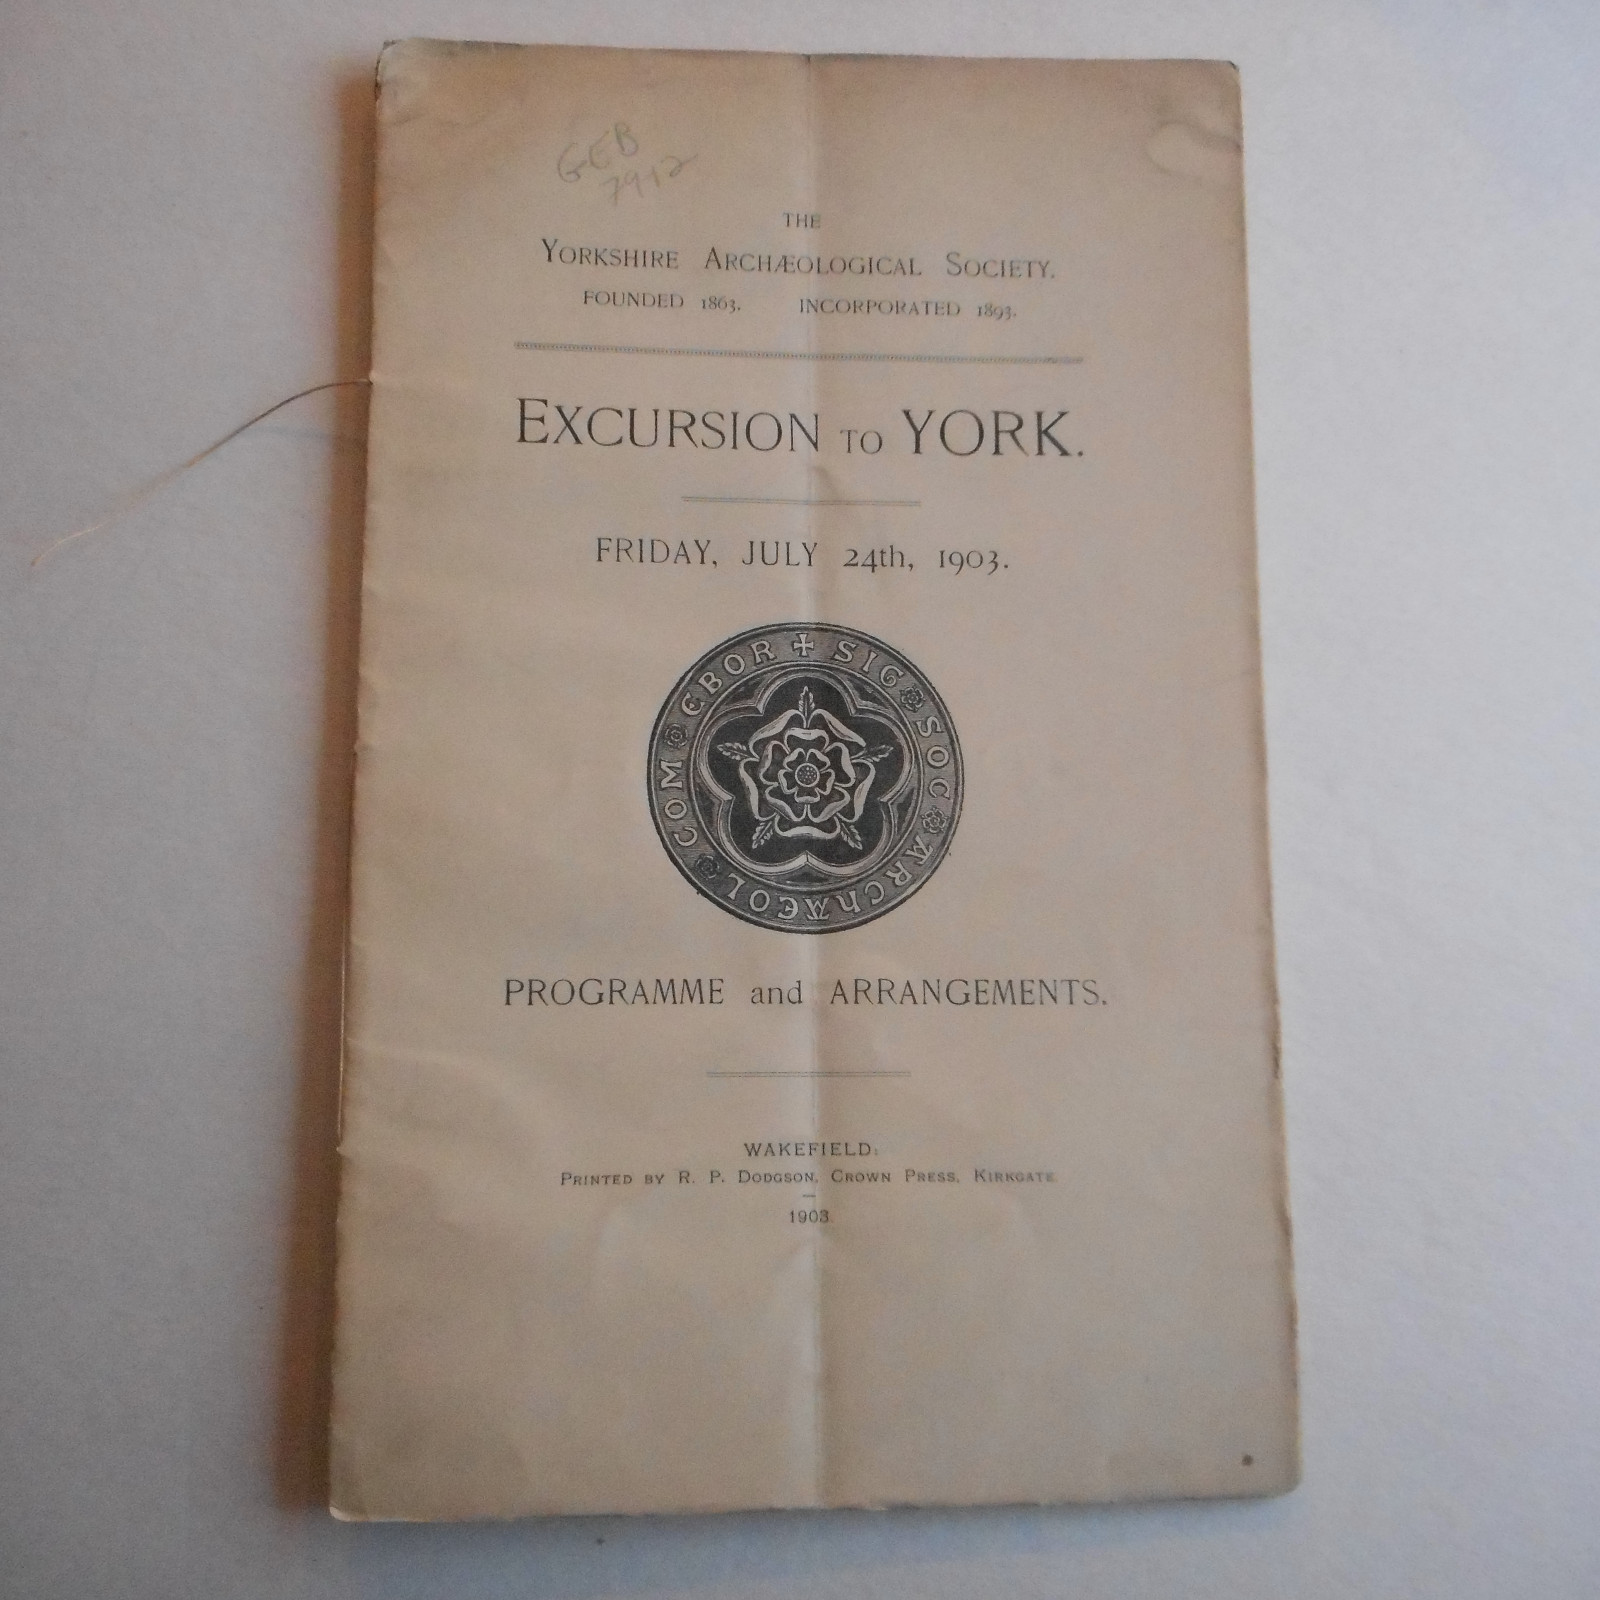 GEB
7912
THE
YORKSHIRE ARCHÆOLOGICAL SOCIETY.
FOUNDED 1863. INCORPORATED 1893.
EXCURSION TO YORK.
FRIDAY, JULY 24th, 1903.
✠ SIG SOC ARCHÆOL COM EBOR
PROGRAMME and ARRANGEMENTS.
WAKEFIELD:
PRINTED BY R. P. DODGSON, CROWN PRESS, KIRKGATE
1903